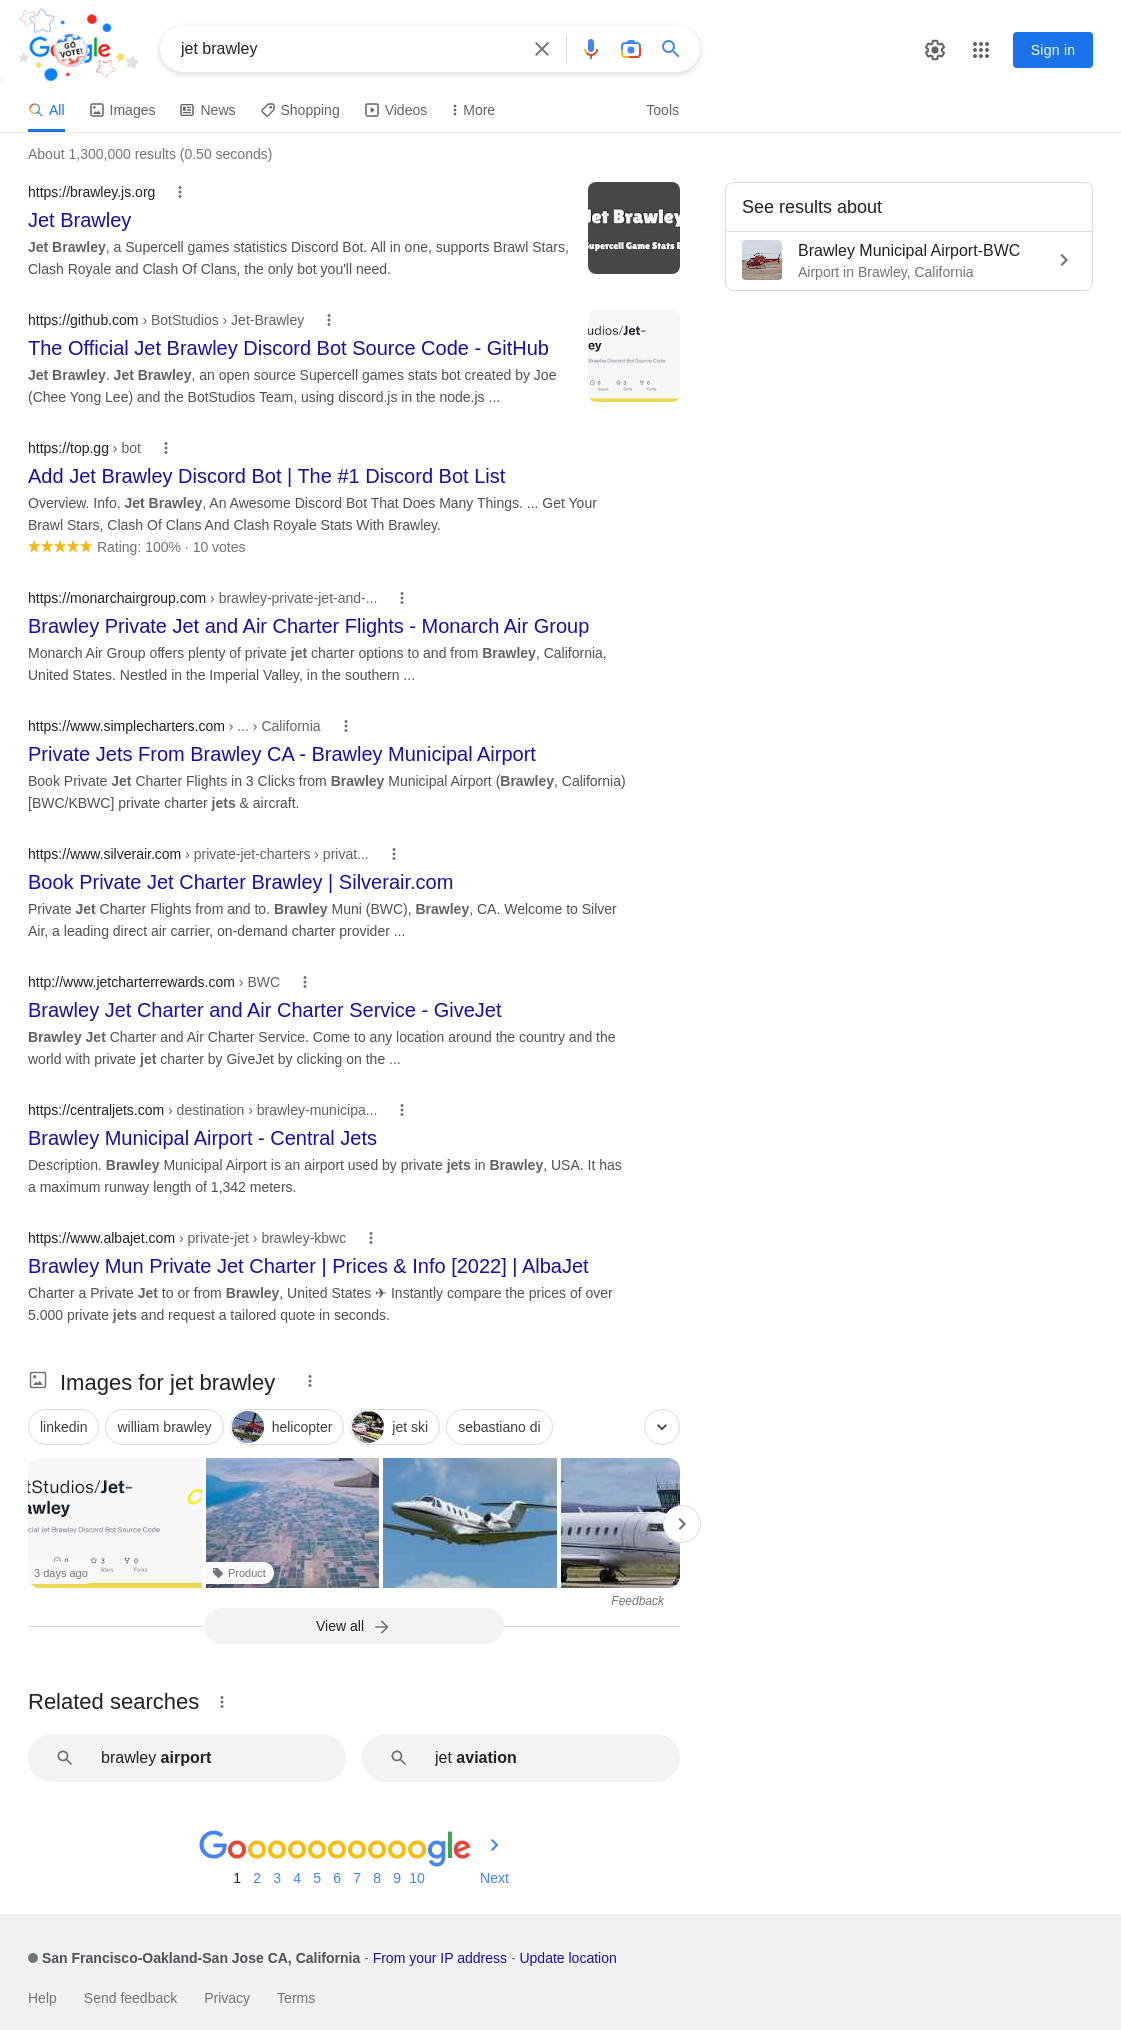 GO VOTE!
jet brawley
Sign in
All
Images
News
Shopping
Videos
More
Tools
About 1,300,000 results (0.50 seconds)
https://brawley.js.org
Jet Brawley
Jet Brawley, a Supercell games statistics Discord Bot. All in one, supports Brawl Stars,
Clash Royale and Clash Of Clans, the only bot you'll need.
Jet Brawley
Supercell Game Stats B
See results about
Brawley Municipal Airport-BWC
Airport in Brawley, California
https://github.com › BotStudios › Jet-Brawley
The Official Jet Brawley Discord Bot Source Code - GitHub
Jet Brawley. Jet Brawley, an open source Supercell games stats bot created by Joe
(Chee Yong Lee) and the BotStudios Team, using discord.js in the node.js ...
udios/Jet-
ey
Brawley Discord Bot Source Code
0 3 0
Issues Stars Forks
https://top.gg › bot
Add Jet Brawley Discord Bot | The #1 Discord Bot List
Overview. Info. Jet Brawley, An Awesome Discord Bot That Does Many Things. ... Get Your
Brawl Stars, Clash Of Clans And Clash Royale Stats With Brawley.
Rating: 100% · 10 votes
https://monarchairgroup.com › brawley-private-jet-and-...
Brawley Private Jet and Air Charter Flights - Monarch Air Group
Monarch Air Group offers plenty of private jet charter options to and from Brawley, California,
United States. Nestled in the Imperial Valley, in the southern ...
https://www.simplecharters.com › ... › California
Private Jets From Brawley CA - Brawley Municipal Airport
Book Private Jet Charter Flights in 3 Clicks from Brawley Municipal Airport (Brawley, California)
[BWC/KBWC] private charter jets & aircraft.
https://www.silverair.com › private-jet-charters › privat...
Book Private Jet Charter Brawley | Silverair.com
Private Jet Charter Flights from and to. Brawley Muni (BWC), Brawley, CA. Welcome to Silver
Air, a leading direct air carrier, on-demand charter provider ...
http://www.jetcharterrewards.com › BWC
Brawley Jet Charter and Air Charter Service - GiveJet
Brawley Jet Charter and Air Charter Service. Come to any location around the country and the
world with private jet charter by GiveJet by clicking on the ...
https://centraljets.com › destination › brawley-municipa...
Brawley Municipal Airport - Central Jets
Description. Brawley Municipal Airport is an airport used by private jets in Brawley, USA. It has
a maximum runway length of 1,342 meters.
https://www.albajet.com › private-jet › brawley-kbwc
Brawley Mun Private Jet Charter | Prices & Info [2022] | AlbaJet
Charter a Private Jet to or from Brawley, United States ✈ Instantly compare the prices of over
5.000 private jets and request a tailored quote in seconds.
Images for jet brawley
linkedin
william brawley
helicopter
jet ski
sebastiano di
tStudios/Jet-
awley
cial Jet Brawley Discord Bot Source Code
0 3 0
Stars Forks
3 days ago
Product
Feedback
View all
Related searches
brawley airport
jet aviation
Goooooooooogle
1 2 3 4 5 6 7 8 9 10 Next
San Francisco-Oakland-San Jose CA, California - From your IP address - Update location
Help Send feedback Privacy Terms